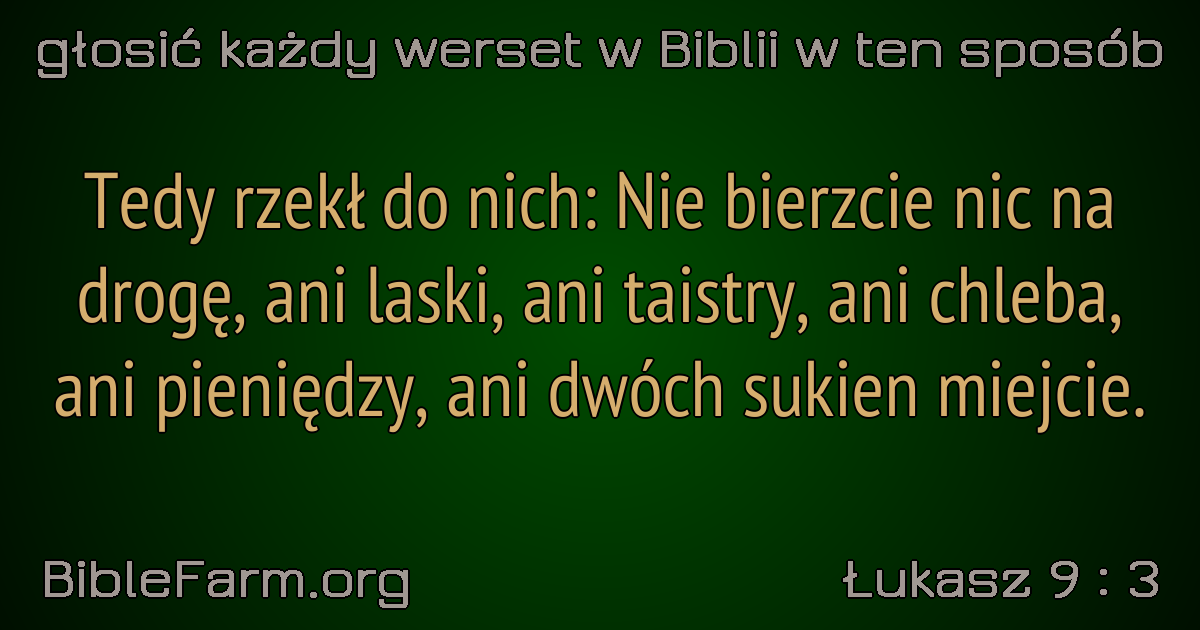 głosić każdy werset w Biblii w ten sposób
Tedy rzekł do nich: Nie bierzcie nic na
drogę, ani laski, ani taistry, ani chleba,
ani pieniędzy, ani dwóch sukien miejcie.
BibleFarm.org
Łukasz 9 : 3